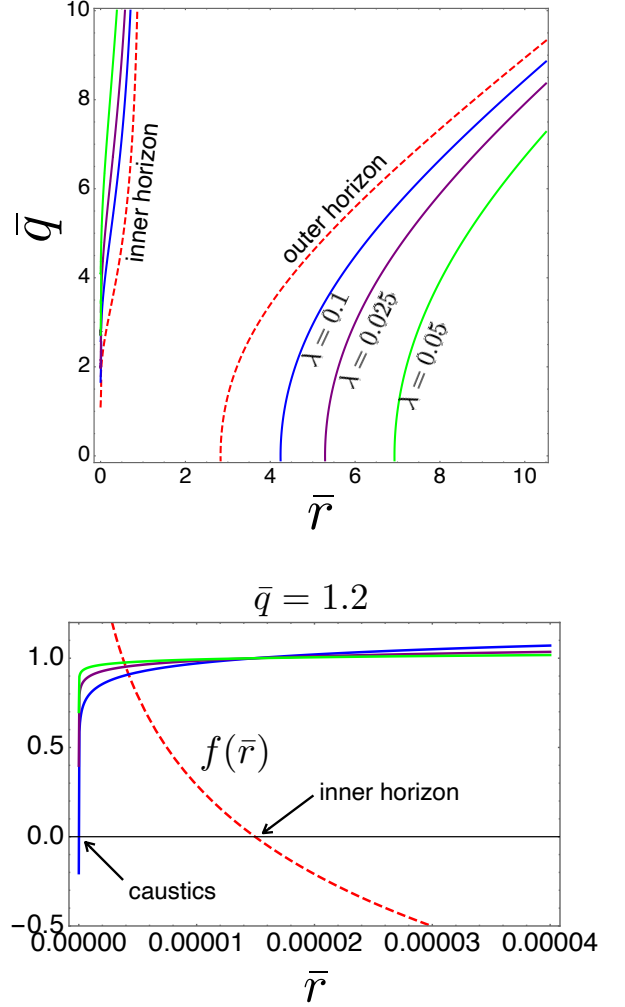 10
8
6
4
2
0
q̄
inner horizon
outer horizon
λ = 0.1
λ = 0.025
λ = 0.05
0 2 4 6 8 10
r̄
q̄ = 1.2
1.0
0.5
0.0
−0.5
f(r̄)
inner horizon
caustics
0.00000 0.00001 0.00002 0.00003 0.00004
r̄